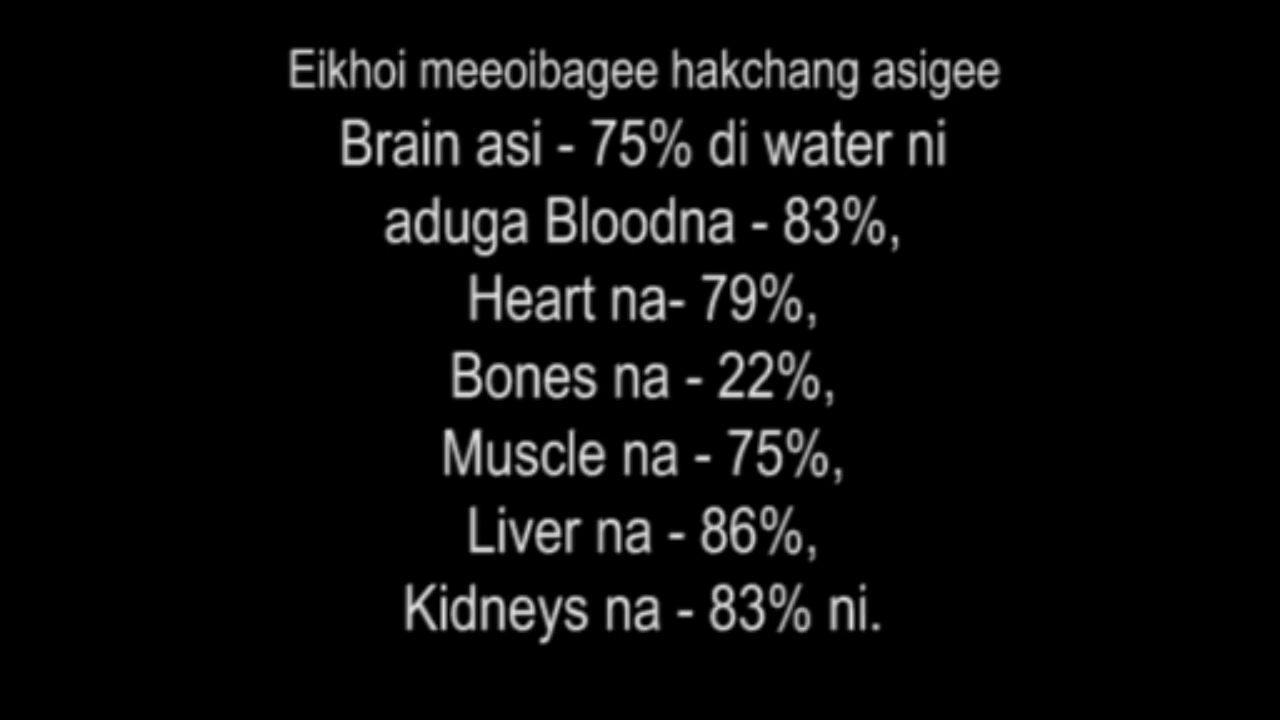 Eikhoi meeoibagee hakchang asigee
Brain asi - 75% di water ni
aduga Bloodna - 83%,
Heart na- 79%,
Bones na - 22%,
Muscle na - 75%,
Liver na - 86%,
Kidneys na - 83% ni.